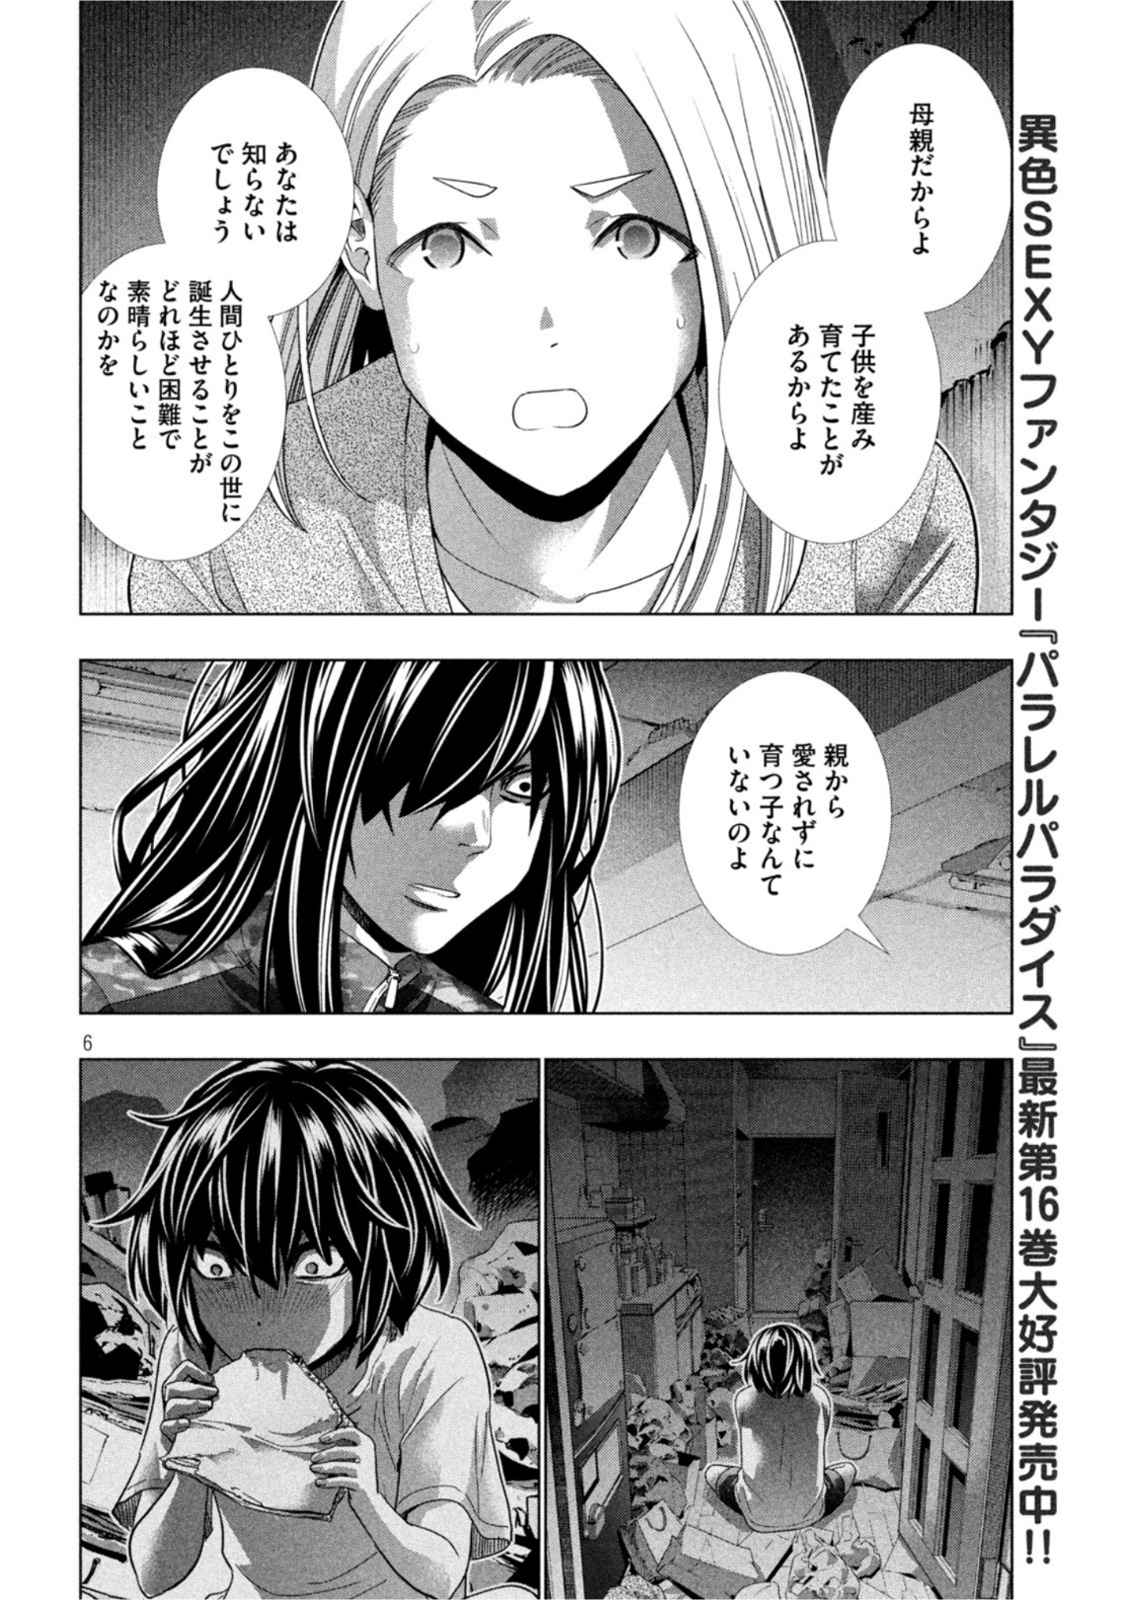 母親だからよ
子供を産み
育てたことが
あるからよ
あなたは
知らない
でしょう
人間ひとりをこの世に
誕生させることが
どれほど困難で
素晴らしいこと
なのかを
親から
愛されずに
育つ子なんて
いないのよ
6
異色SEXYファンタジー『パラレルパラダイス』最新第16巻大好評発売中!!